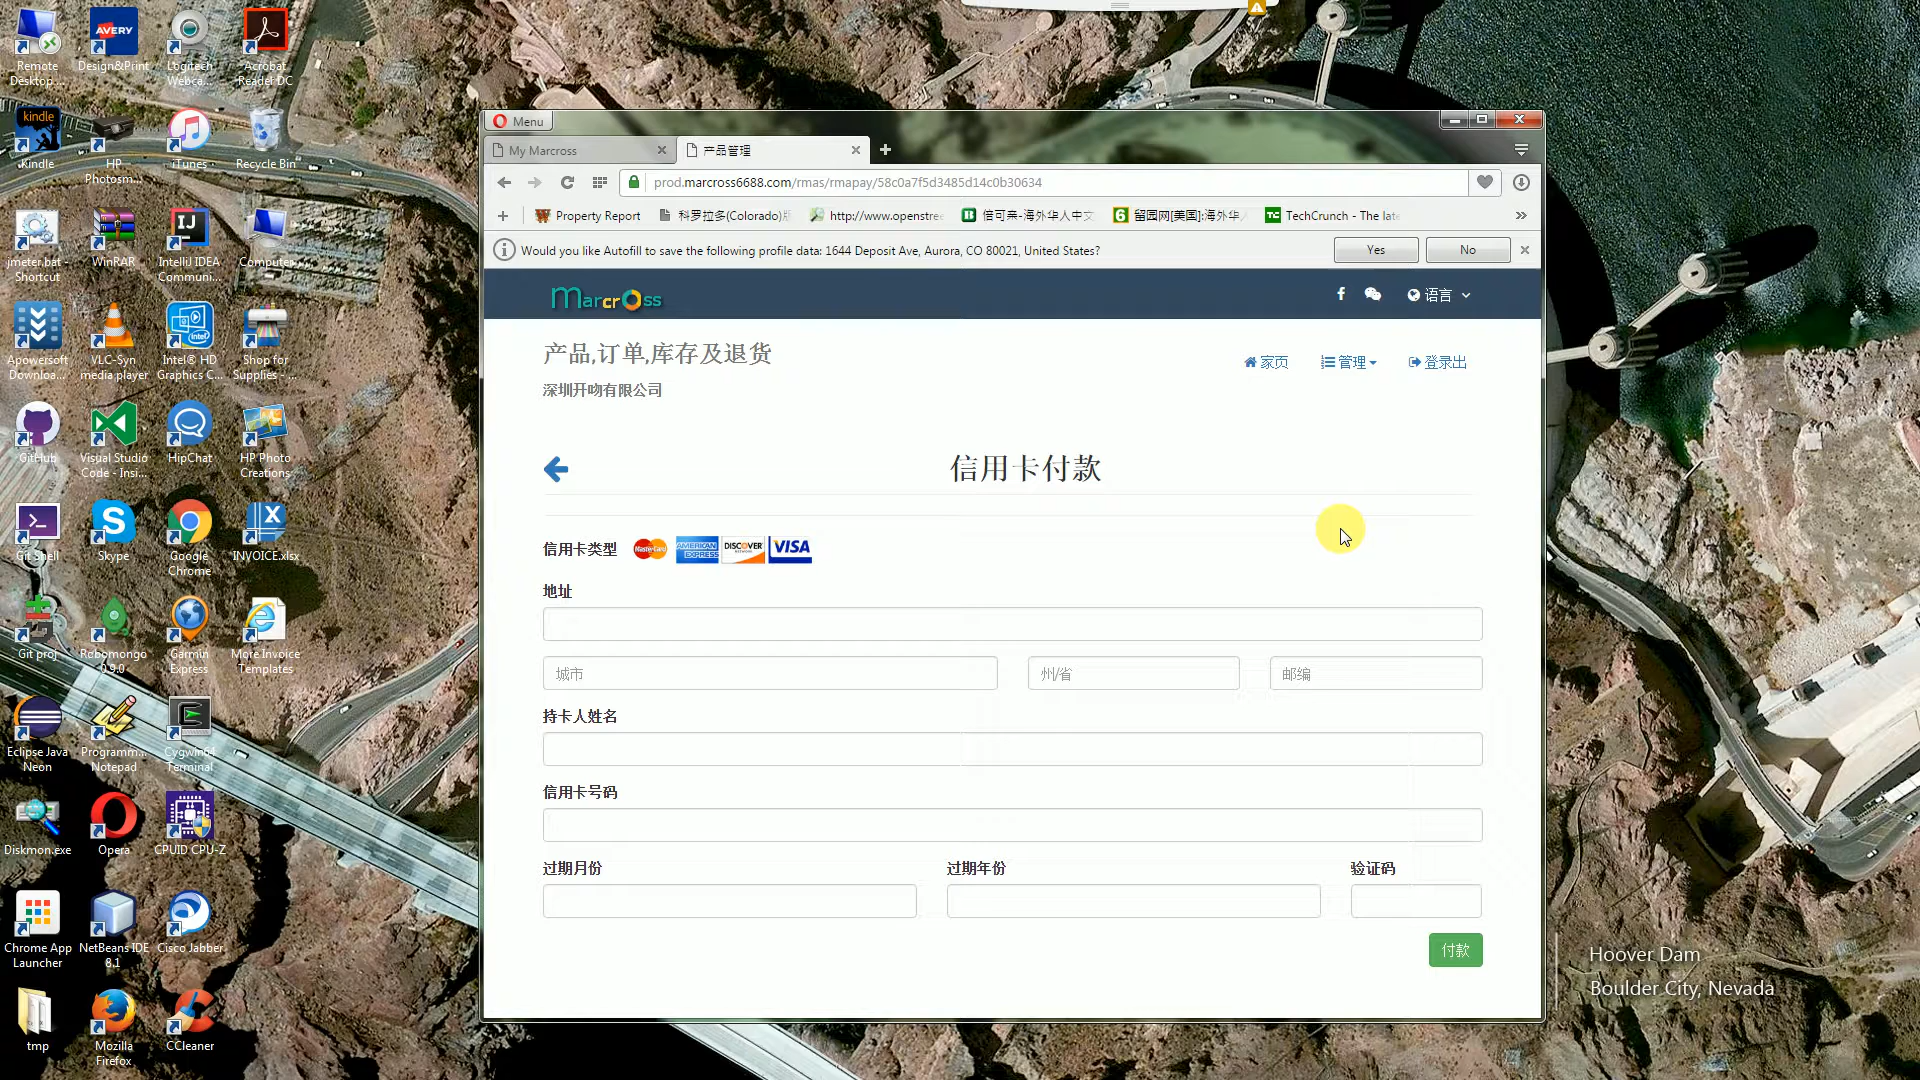 Remote
Desktop...
Design&Print
Logitech
Webca...
Acrobat
Reader DC
Kindle
HP
Photosm...
iTunes
Recycle Bin
jmeter.bat -
Shortcut
WinRAR
IntelliJ IDEA
Communi...
Computer
Apowersoft
Downloa...
VLC-Syn
media player
Intel® HD
Graphics C...
Shop for
Supplies - ...
GitHub
Visual Studio
Code - Insi...
HipChat
HP Photo
Creations
Git Shell
Skype
Google
Chrome
INVOICE.xlsx
Git proj
Robomongo
0.9.0
Garmin
Express
More Invoice
Templates
Eclipse Java
Neon
Programm...
Notepad
Cygwin64
Terminal
Diskmon.exe
Opera
CPUID CPU-Z
Chrome App
Launcher
NetBeans IDE
8.1
Cisco Jabber
tmp
Mozilla
Firefox
CCleaner
AVERY
kindle
Menu
My Marcross
产品管理
prod.marcross6688.com/rmas/rmapay/58c0a7f5d3485d14c0b30634
Property Report
科罗拉多(Colorado)
http://www.openstre
倍可亲-海外华人中文
留园网[美国]:海外华人
TechCrunch - The late
Would you like Autofill to save the following profile data: 1644 Deposit Ave, Aurora, CO 80021, United States?
Yes
No
Marcross
语言
产品,订单,库存及退货
深圳开吻有限公司
家页
管理
登录出
信用卡付款
信用卡类型
MasterCard
AMERICAN EXPRESS
DISCOVER
VISA
地址
城市
州/省
邮编
持卡人姓名
信用卡号码
过期月份
过期年份
验证码
付款
Hoover Dam
Boulder City, Nevada